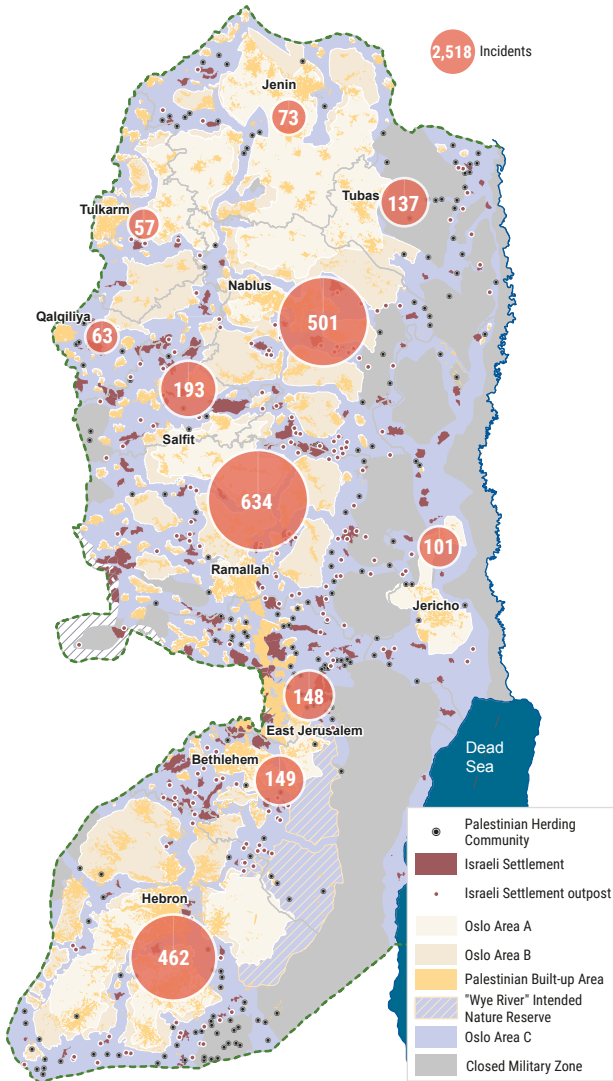 2,518 Incidents
Jenin
73
Tubas
137
Tulkarm
57
Nablus
501
Qalqiliya
63
193
Salfit
634
101
Ramallah
Jericho
148
East Jerusalem
Bethlehem
149
Dead
Sea
Hebron
462
Palestinian Herding
Community
Israeli Settlement
Israeli Settlement outpost
Oslo Area A
Oslo Area B
Palestinian Built-up Area
"Wye River" Intended
Nature Reserve
Oslo Area C
Closed Military Zone